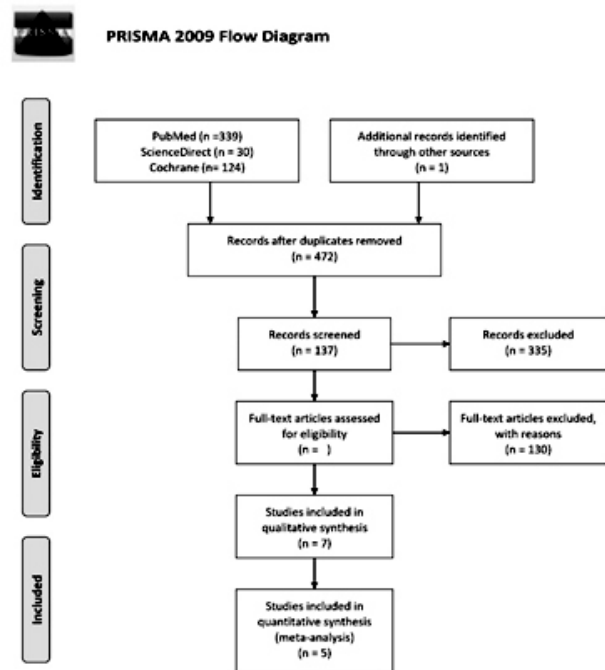 PRISMA 2009 Flow Diagram
Identification
PubMed (n =339)
ScienceDirect (n = 30)
Cochrane (n= 124)
Additional records identified
through other sources
(n = 1)
Records after duplicates removed
(n = 472)
Screening
Records screened
(n = 137)
Records excluded
(n = 335)
Eligibility
Full-text articles assessed
for eligibility
(n = )
Full-text articles excluded,
with reasons
(n = 130)
Studies included in
qualitative synthesis
(n = 7)
Included
Studies included in
quantitative synthesis
(meta-analysis)
(n = 5)